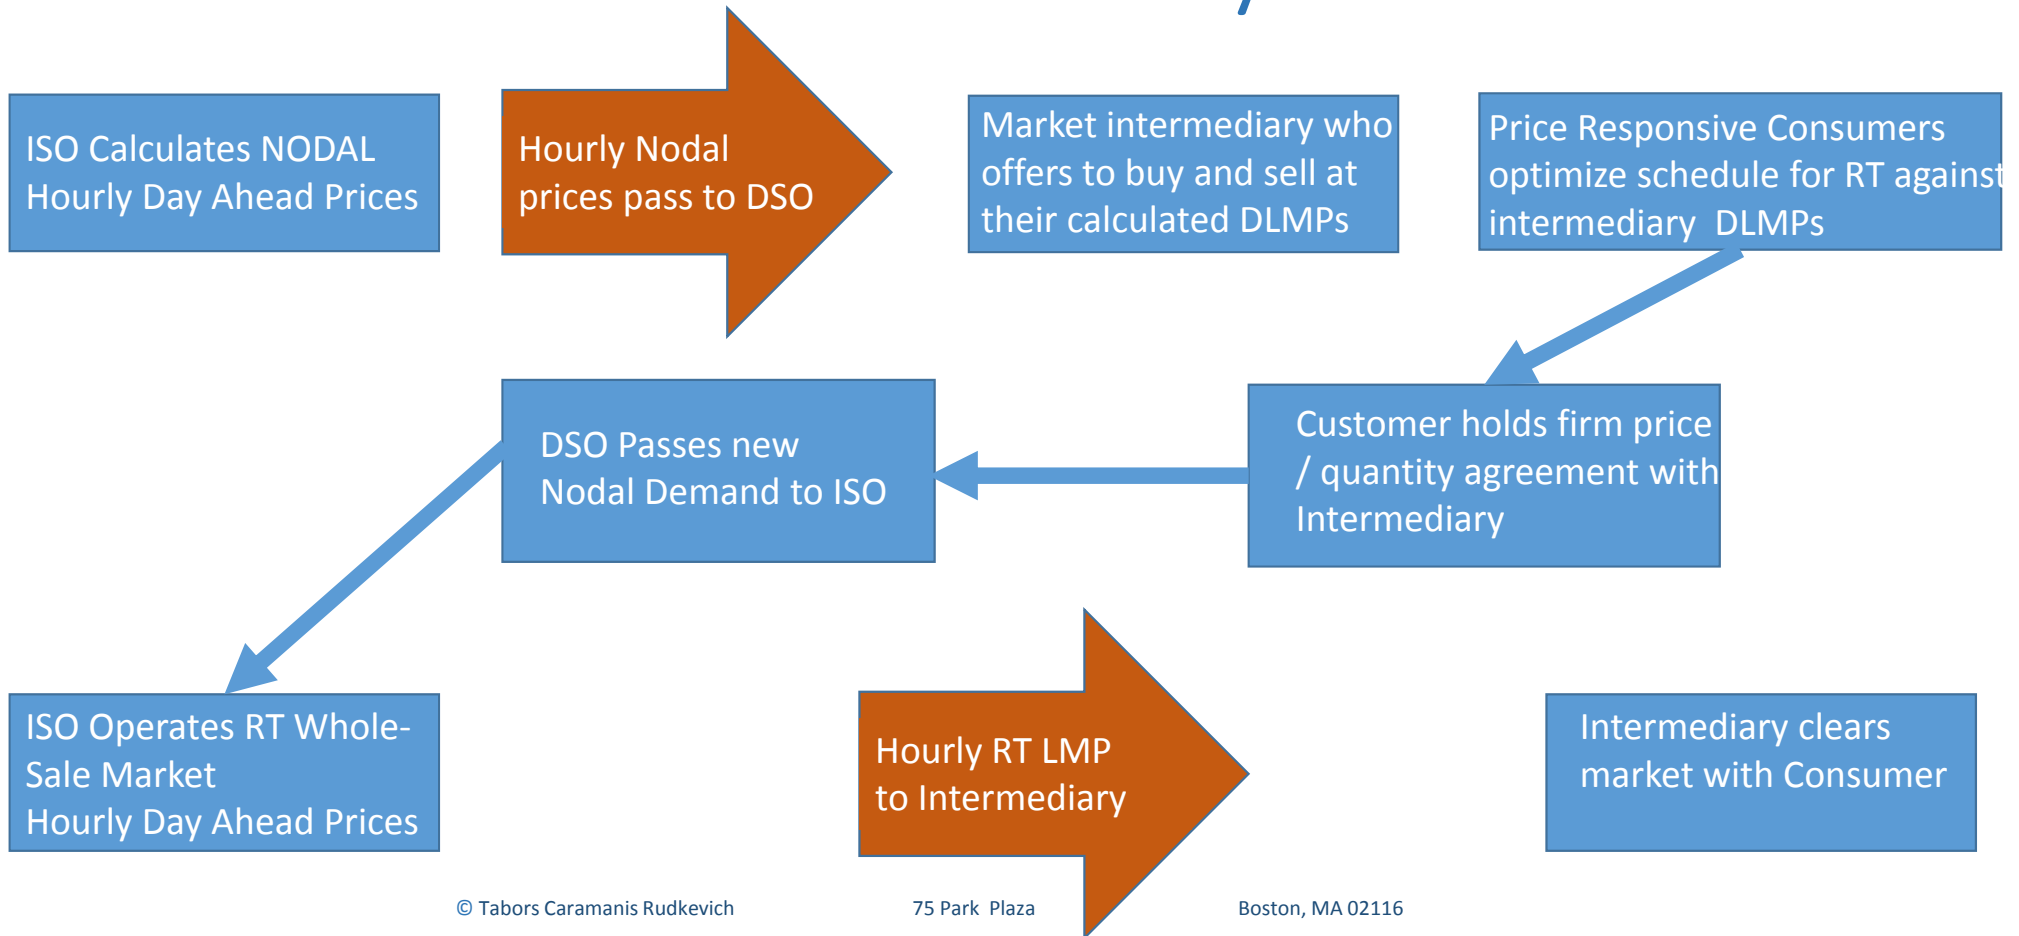 ISO Calculates NODAL
Hourly Day Ahead Prices
Hourly Nodal
prices pass to DSO
Market intermediary who
offers to buy and sell at
their calculated DLMPs
Price Responsive Consumers
optimize schedule for RT against
intermediary DLMPs
Customer holds firm price
/ quantity agreement with
Intermediary
DSO Passes new
Nodal Demand to ISO
ISO Operates RT Whole-
Sale Market
Hourly Day Ahead Prices
Hourly RT LMP
to Intermediary
Intermediary clears
market with Consumer
© Tabors Caramanis Rudkevich 75 Park Plaza Boston, MA 02116